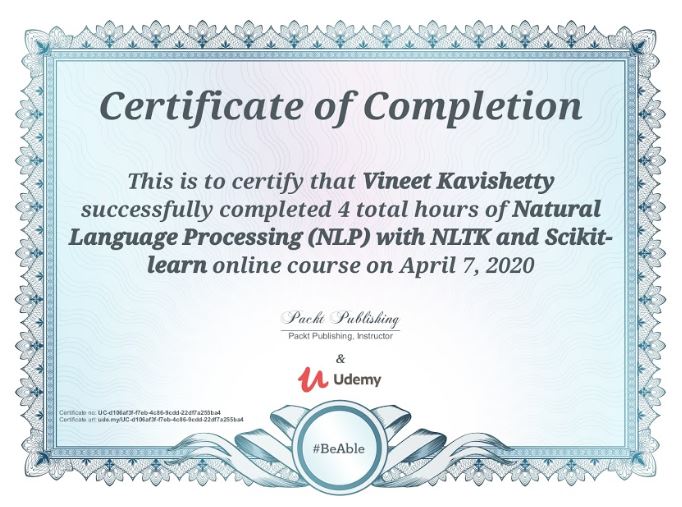 Certificate of Completion
This is to certify that Vineet Kavishetty
successfully completed 4 total hours of Natural
Language Processing (NLP) with NLTK and Scikit-
learn online course on April 7, 2020
Packt Publishing
Packt Publishing, Instructor
&
Udemy
Certificate no: UC-d106af3f-f7eb-4c86-9cdd-22df7a255ba4
Certificate url: ude.my/UC-d106af3f-f7eb-4c86-9cdd-22df7a255ba4
#BeAble